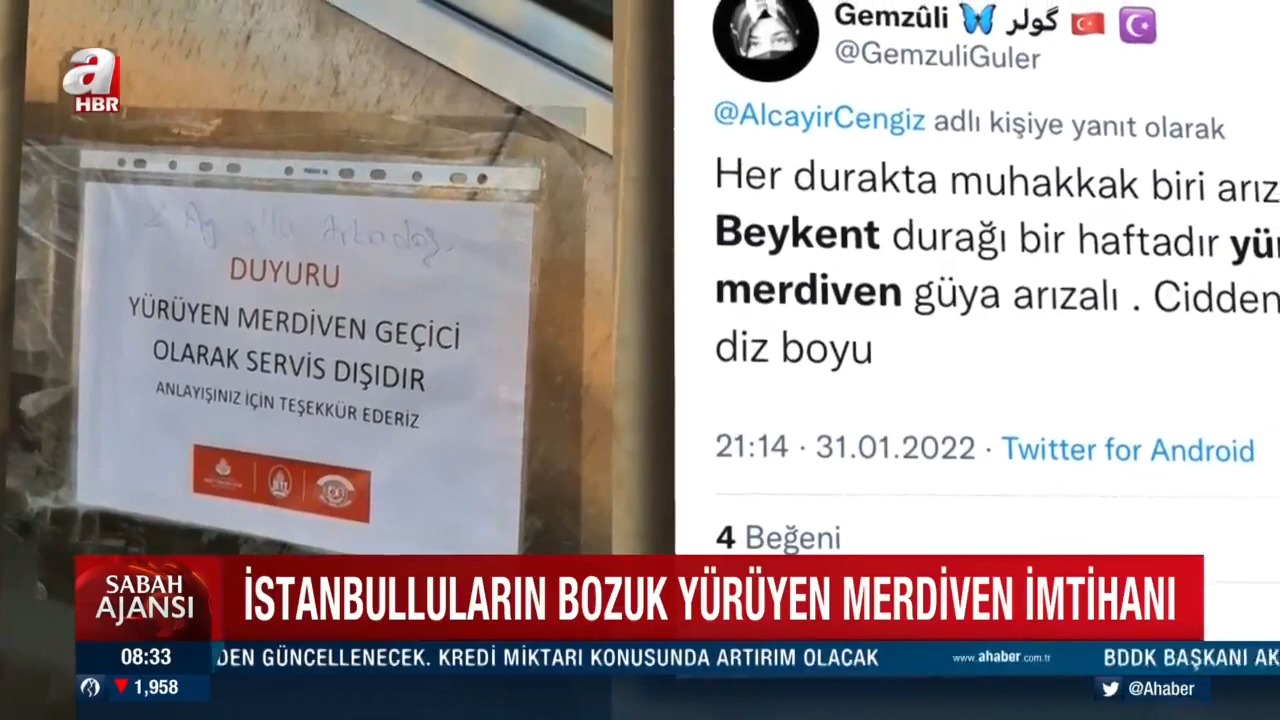 a
HBR
DUYURU
YÜRÜYEN MERDİVEN GEÇİCİ
OLARAK SERVİS DIŞIDIR
ANLAYIŞINIZ İÇİN TEŞEKKÜR EDERİZ
Gemzûli گولر
@GemzuliGuler
@AlcayirCengiz adlı kişiye yanıt olarak
Her durakta muhakkak biri arız
Beykent durağı bir haftadır yür
merdiven güya arızalı . Cidden
diz boyu
21:14 · 31.01.2022 · Twitter for Android
4 Beğeni
SABAH
AJANSI
İSTANBULLULARIN BOZUK YÜRÜYEN MERDİVEN İMTİHANI
08:33
DEN GÜNCELLENECEK. KREDİ MİKTARI KONUSUNDA ARTIRIM OLACAK
www.ahaber.com.tr
BDDK BAŞKANI AK
1,958
@Ahaber